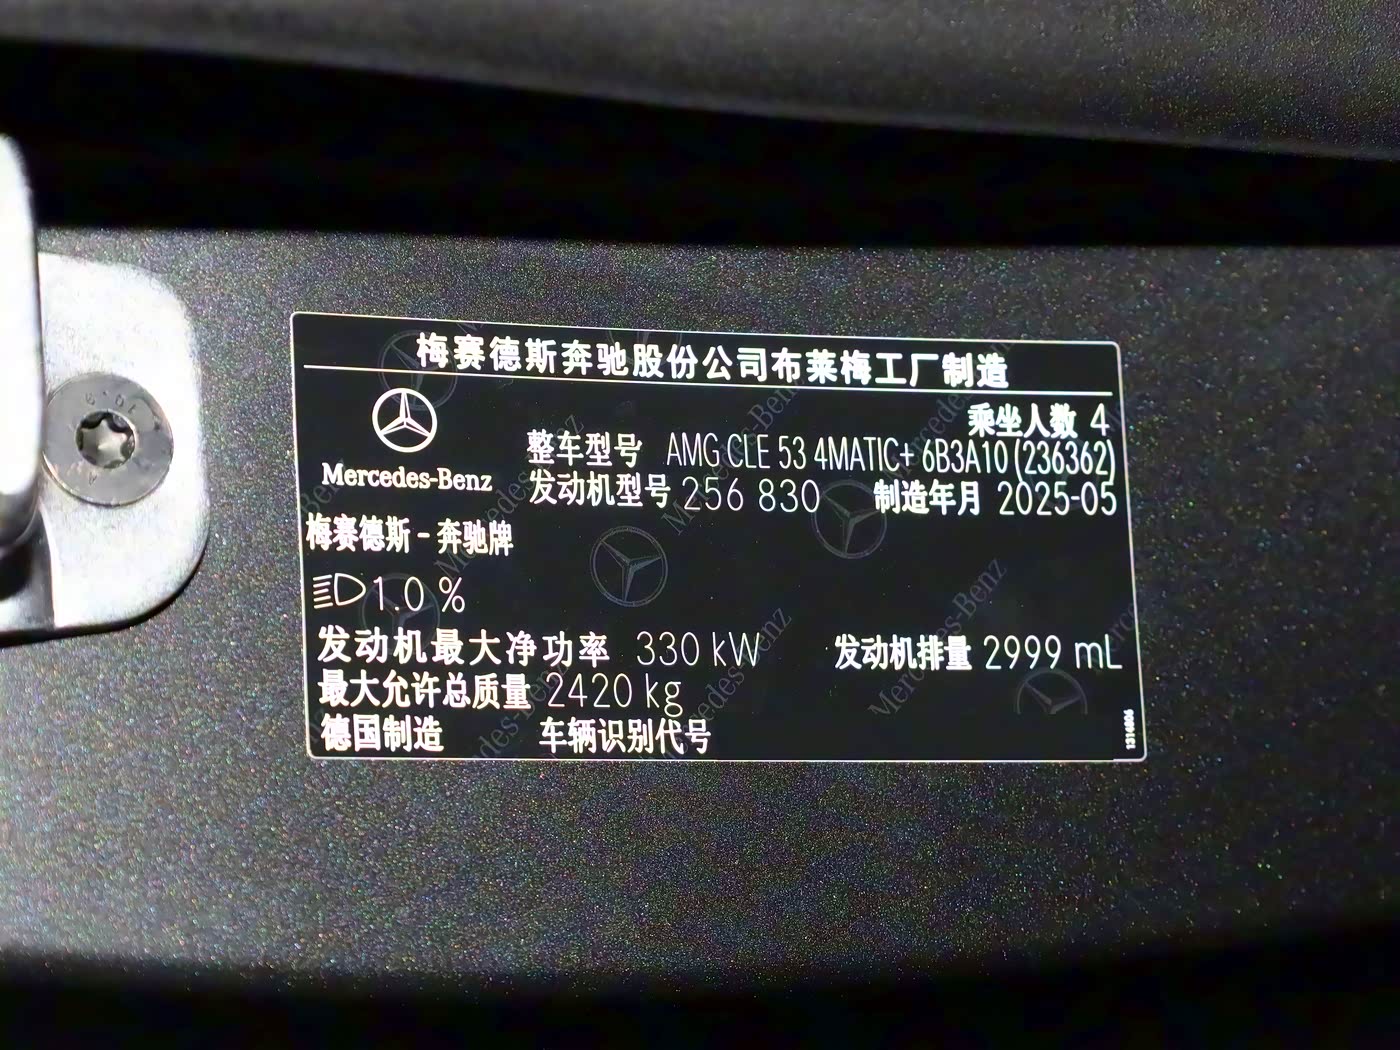 梅赛德斯奔驰股份公司布莱梅工厂制造
乘坐人数 4
整车型号 AMG CLE 53 4MATIC+ 6B3A10 (236362)
Mercedes-Benz
发动机型号 256 830 制造年月 2025-05
梅赛德斯-奔驰牌
1.0 %
发动机最大净功率 330 kW 发动机排量 2999 mL
最大允许总质量 2420 kg
德国制造 车辆识别代号